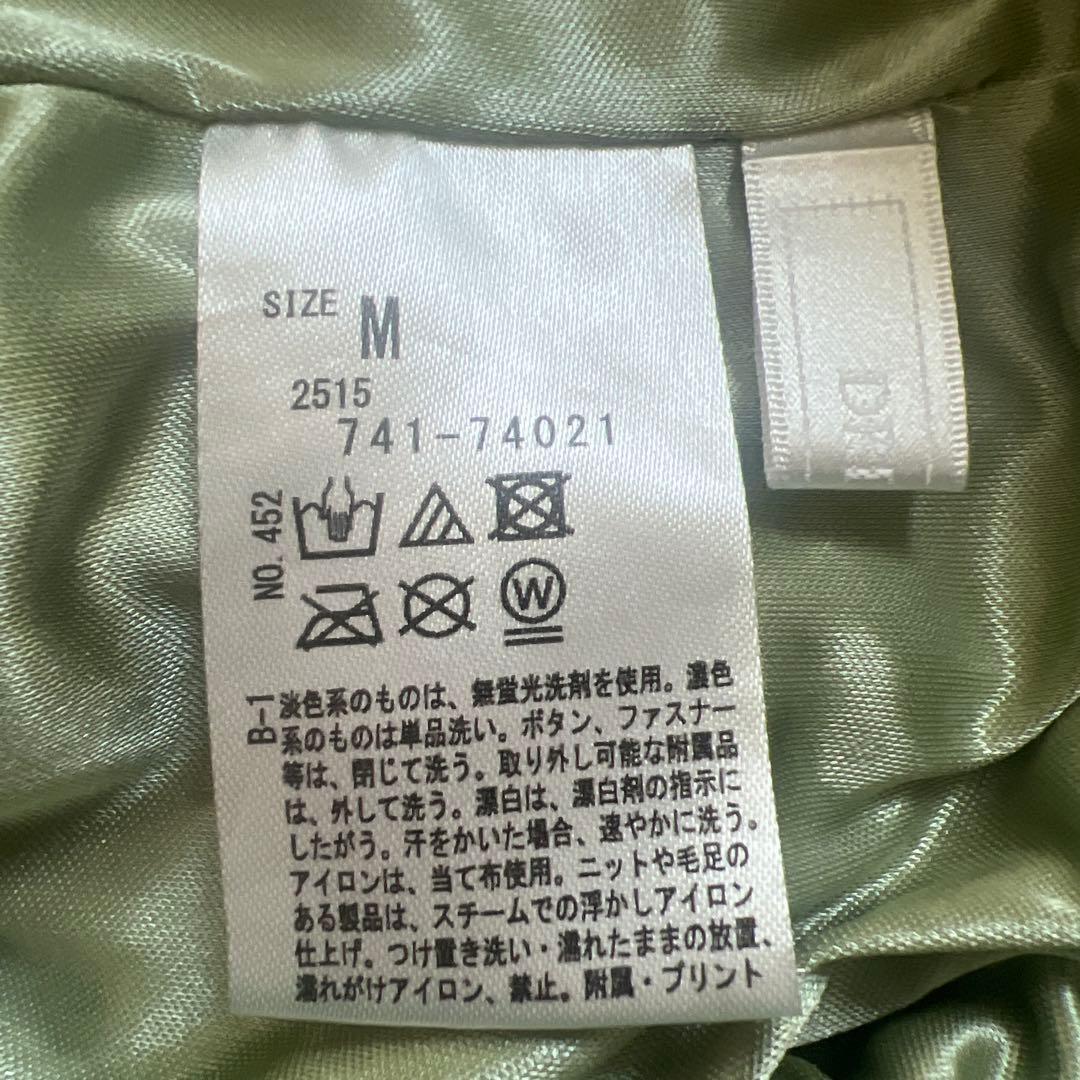 SIZE M
2515
741-74021
NO. 452
W
B-1
淡色系のものは、無蛍光洗剤を使用。濃色
系のものは単品洗い。ボタン、ファスナー
等は、閉じて洗う。取り外し可能な附属品
は、外して洗う。漂白は、漂白剤の指示に
したがう。汗をかいた場合、速やかに洗う。
アイロンは、当て布使用。ニットや毛足の
ある製品は、スチームでの浮かしアイロン
仕上げ。つけ置き洗い・濡れたままの放置、
濡れがけアイロン、禁止。附属・プリント